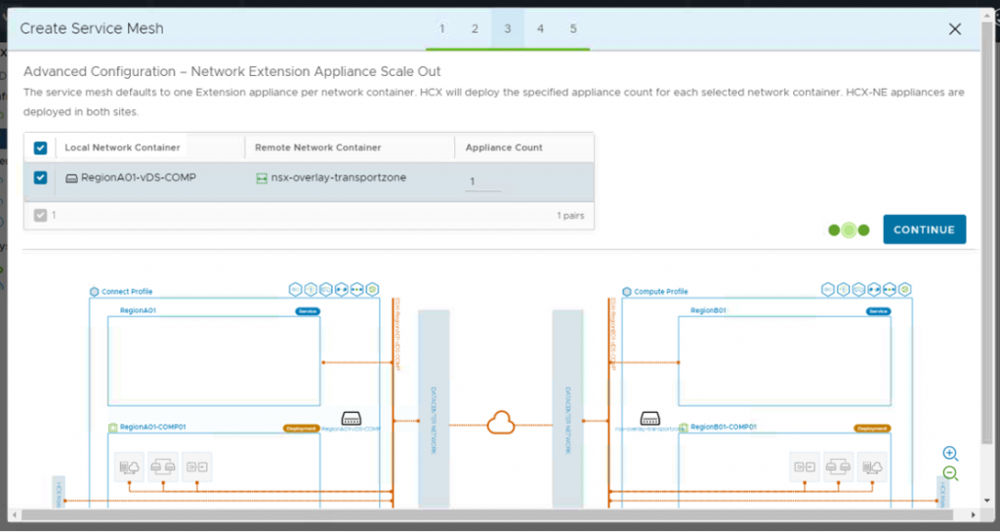 Create Service Mesh
1 2 3 4 5
Advanced Configuration – Network Extension Appliance Scale Out
The service mesh defaults to one Extension appliance per network container. HCX will deploy the specified appliance count for each selected network container. HCX-NE appliances are
deployed in both sites.
Local Network Container Remote Network Container Appliance Count
RegionA01-vDS-COMP nsx-overlay-transportzone 1
1 1 pairs
CONTINUE
Connect Profile Compute Profile
RegionA01 Service RegionB01 Service
DATACENTER NETWORK DATACENTER NETWORK
RegionA01-vDS-COMP nsx-overlay-transportzone
RegionA01-COMP01 Deployment RegionB01-COMP01 Deployment